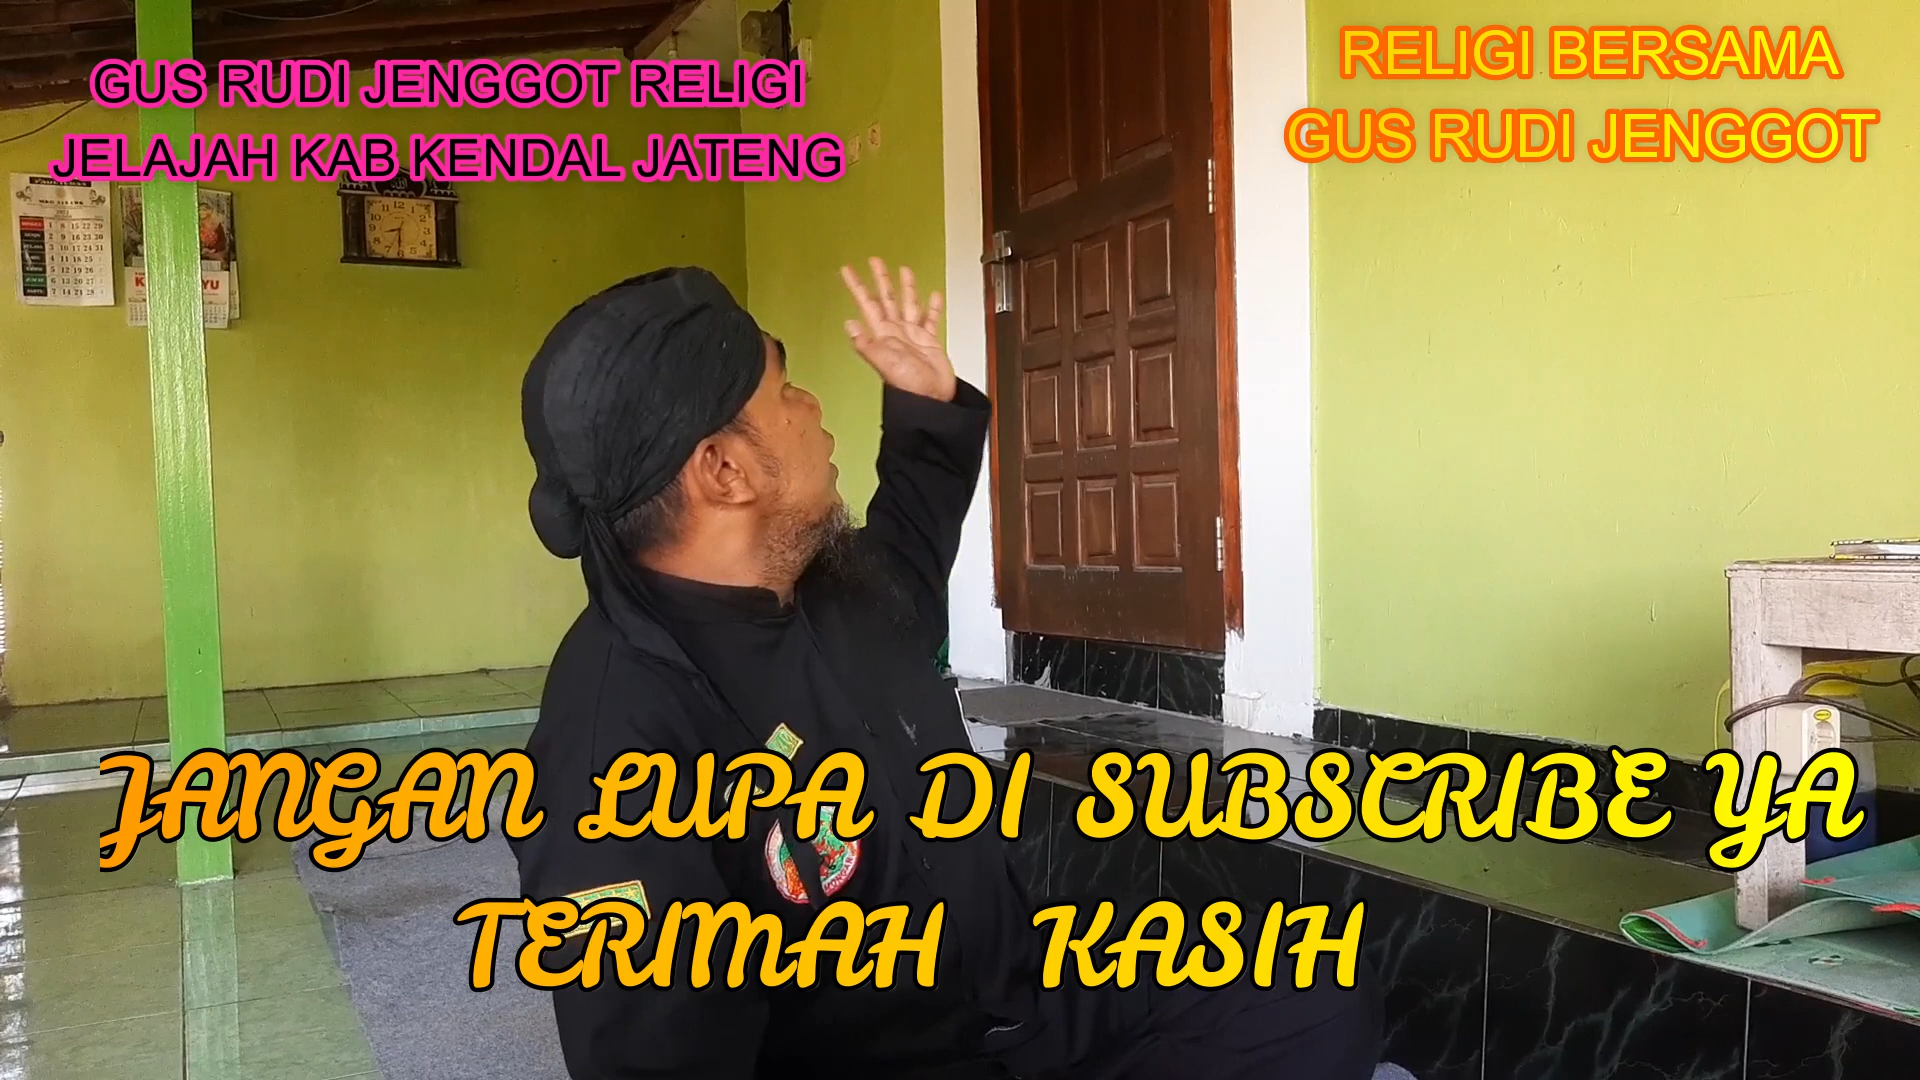 GUS RUDI JENGGOT RELIGI
JELAJAH KAB KENDAL JATENG
RELIGI BERSAMA
GUS RUDI JENGGOT
JANGAN LUPA DI SUBSCRIBE YA
TERIMAH KASIH